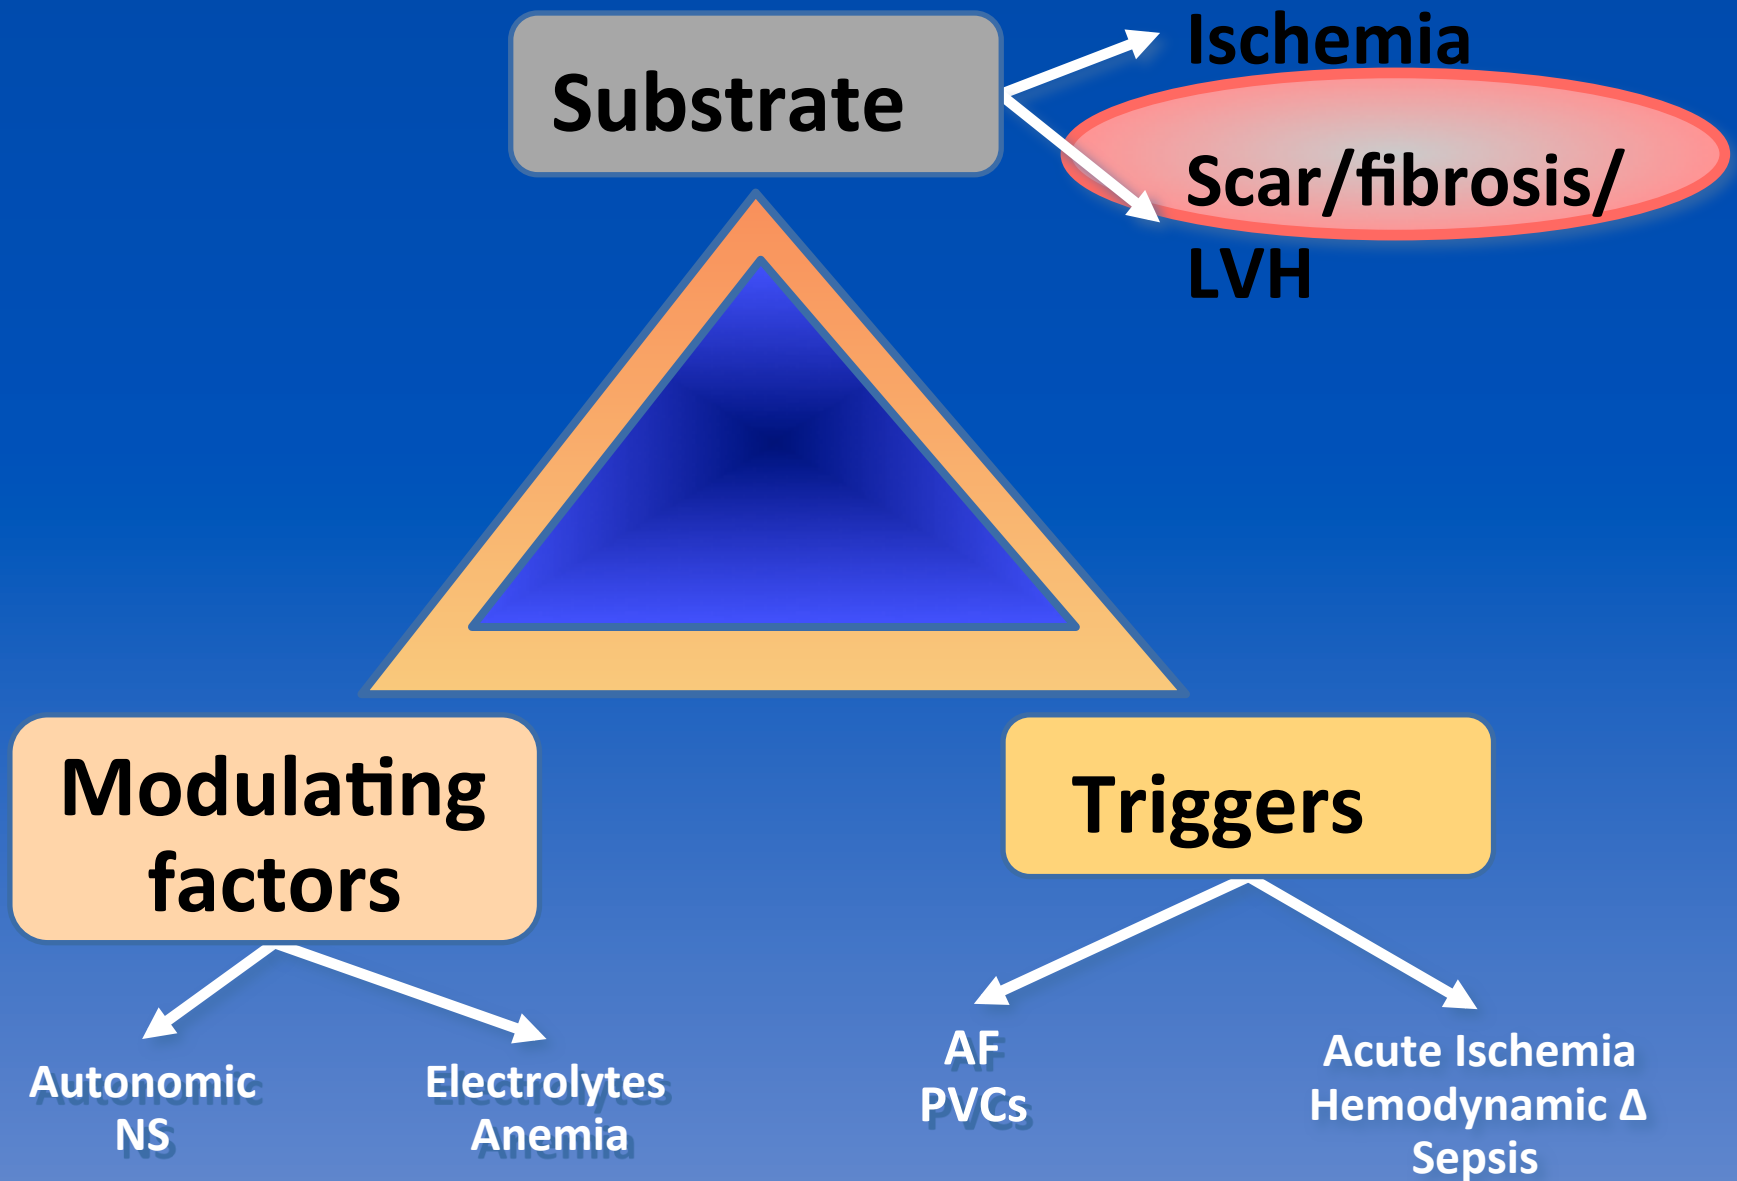 Substrate
Ischemia
Scar/fibrosis/
LVH
Modulating
factors
Triggers
Autonomic
NS
Electrolytes
Anemia
AF
PVCs
Acute Ischemia
Hemodynamic Δ
Sepsis